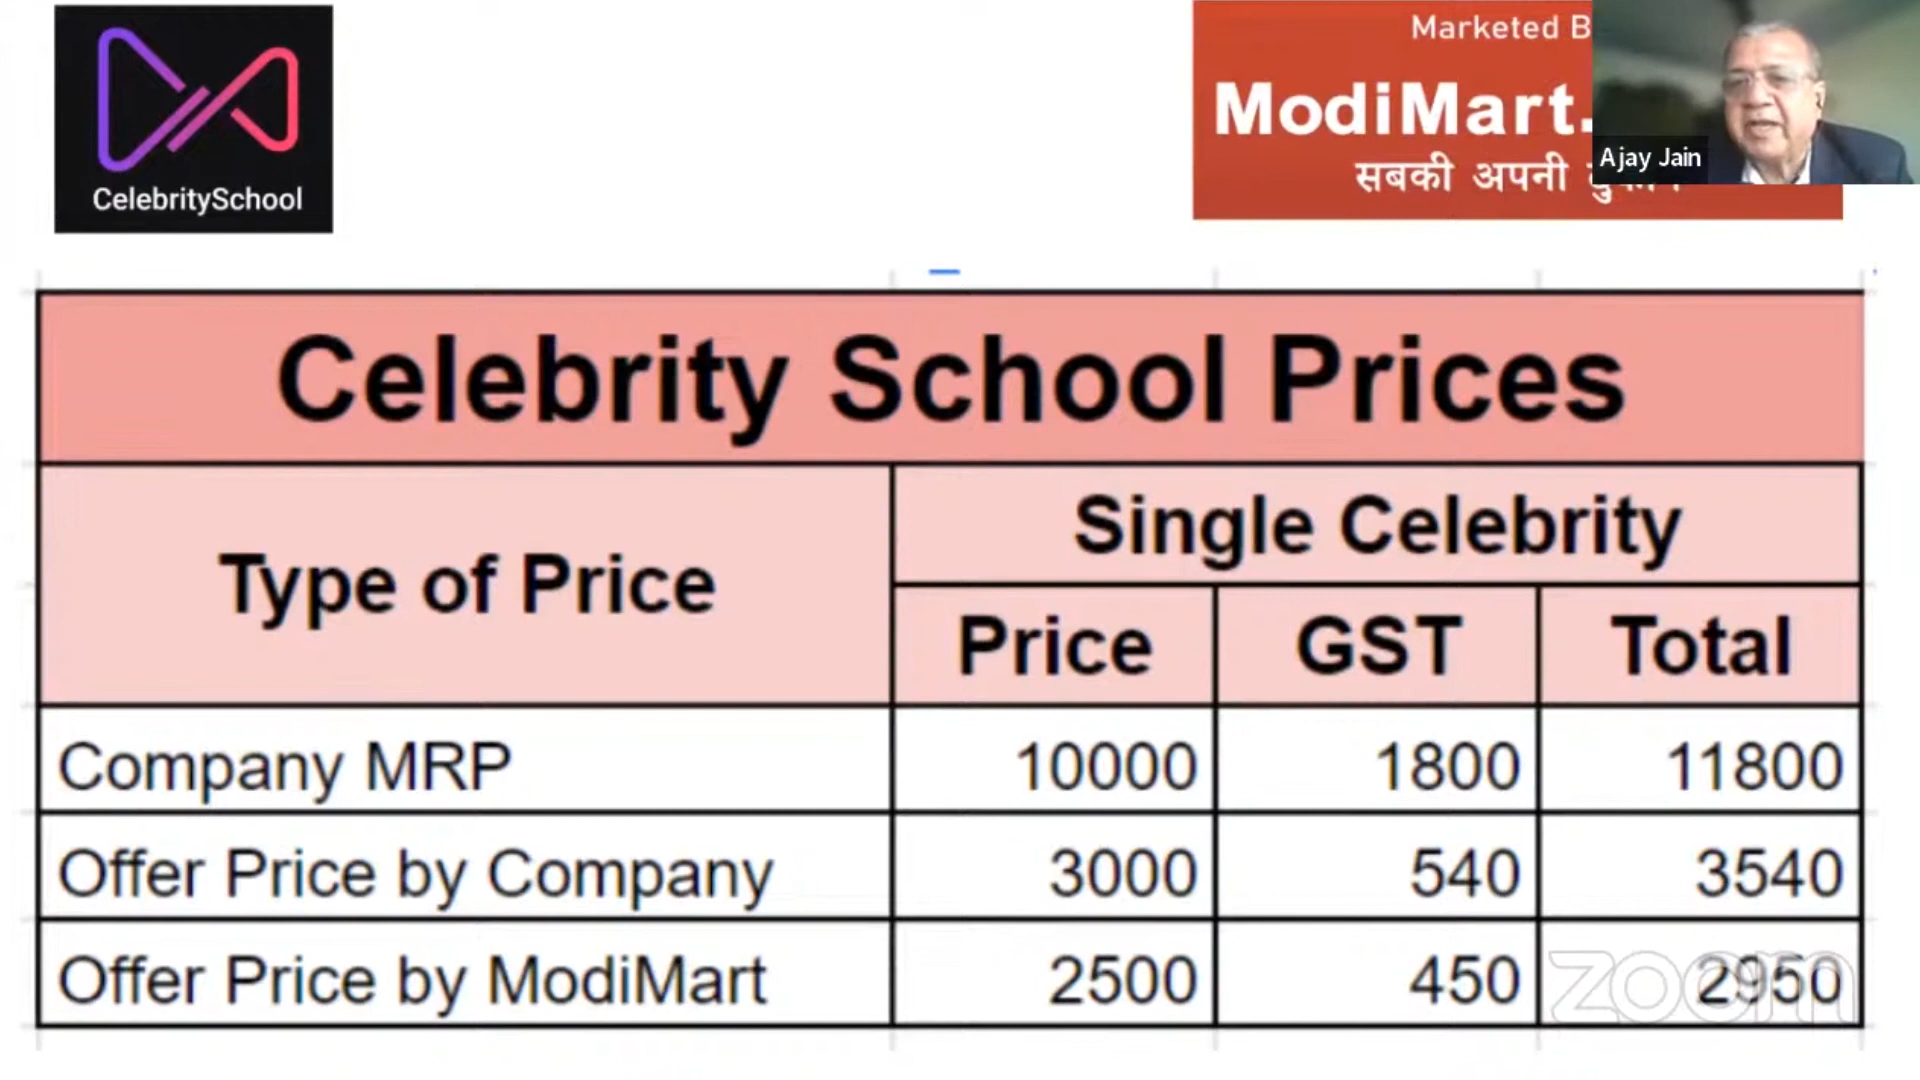 CelebritySchool
Marketed B
ModiMart.
सबकी अपनी
Ajay Jain
Celebrity School Prices
Type of Price
Single Celebrity
Price GST Total
Company MRP 10000 1800 11800
Offer Price by Company 3000 540 3540
Offer Price by ModiMart 2500 450 2950
zoom